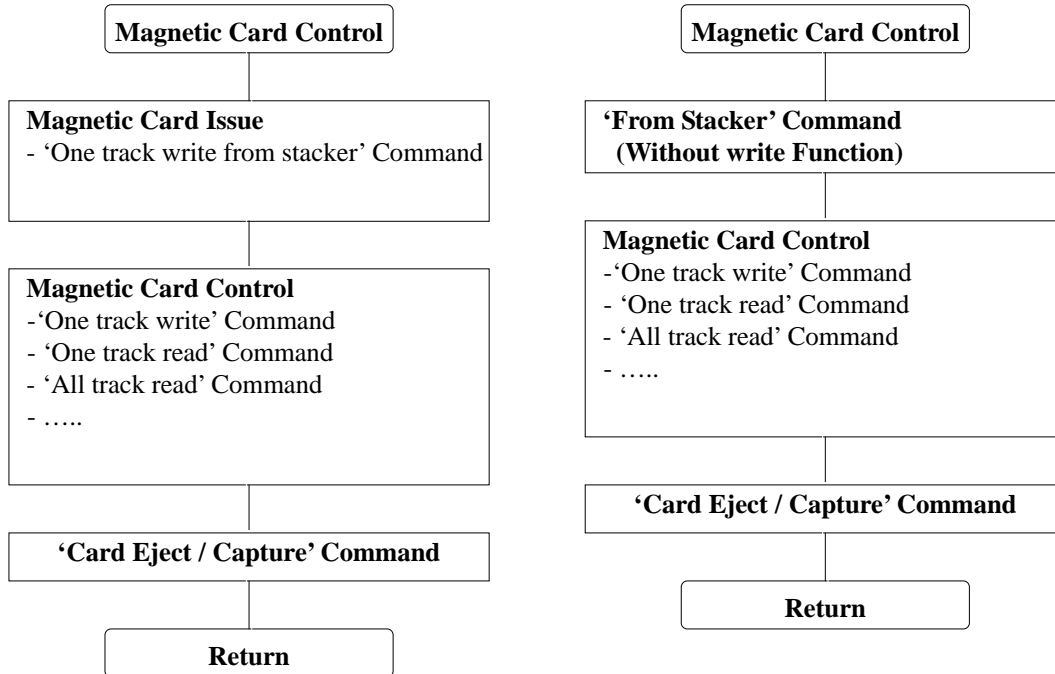 Magnetic Card Control
Magnetic Card Issue
- ‘One track write from stacker’ Command
Magnetic Card Control
-‘One track write’ Command
- ‘One track read’ Command
- ‘All track read’ Command
- …..
‘Card Eject / Capture’ Command
Return
Magnetic Card Control
‘From Stacker’ Command
(Without write Function)
Magnetic Card Control
-‘One track write’ Command
- ‘One track read’ Command
- ‘All track read’ Command
- …..
‘Card Eject / Capture’ Command
Return